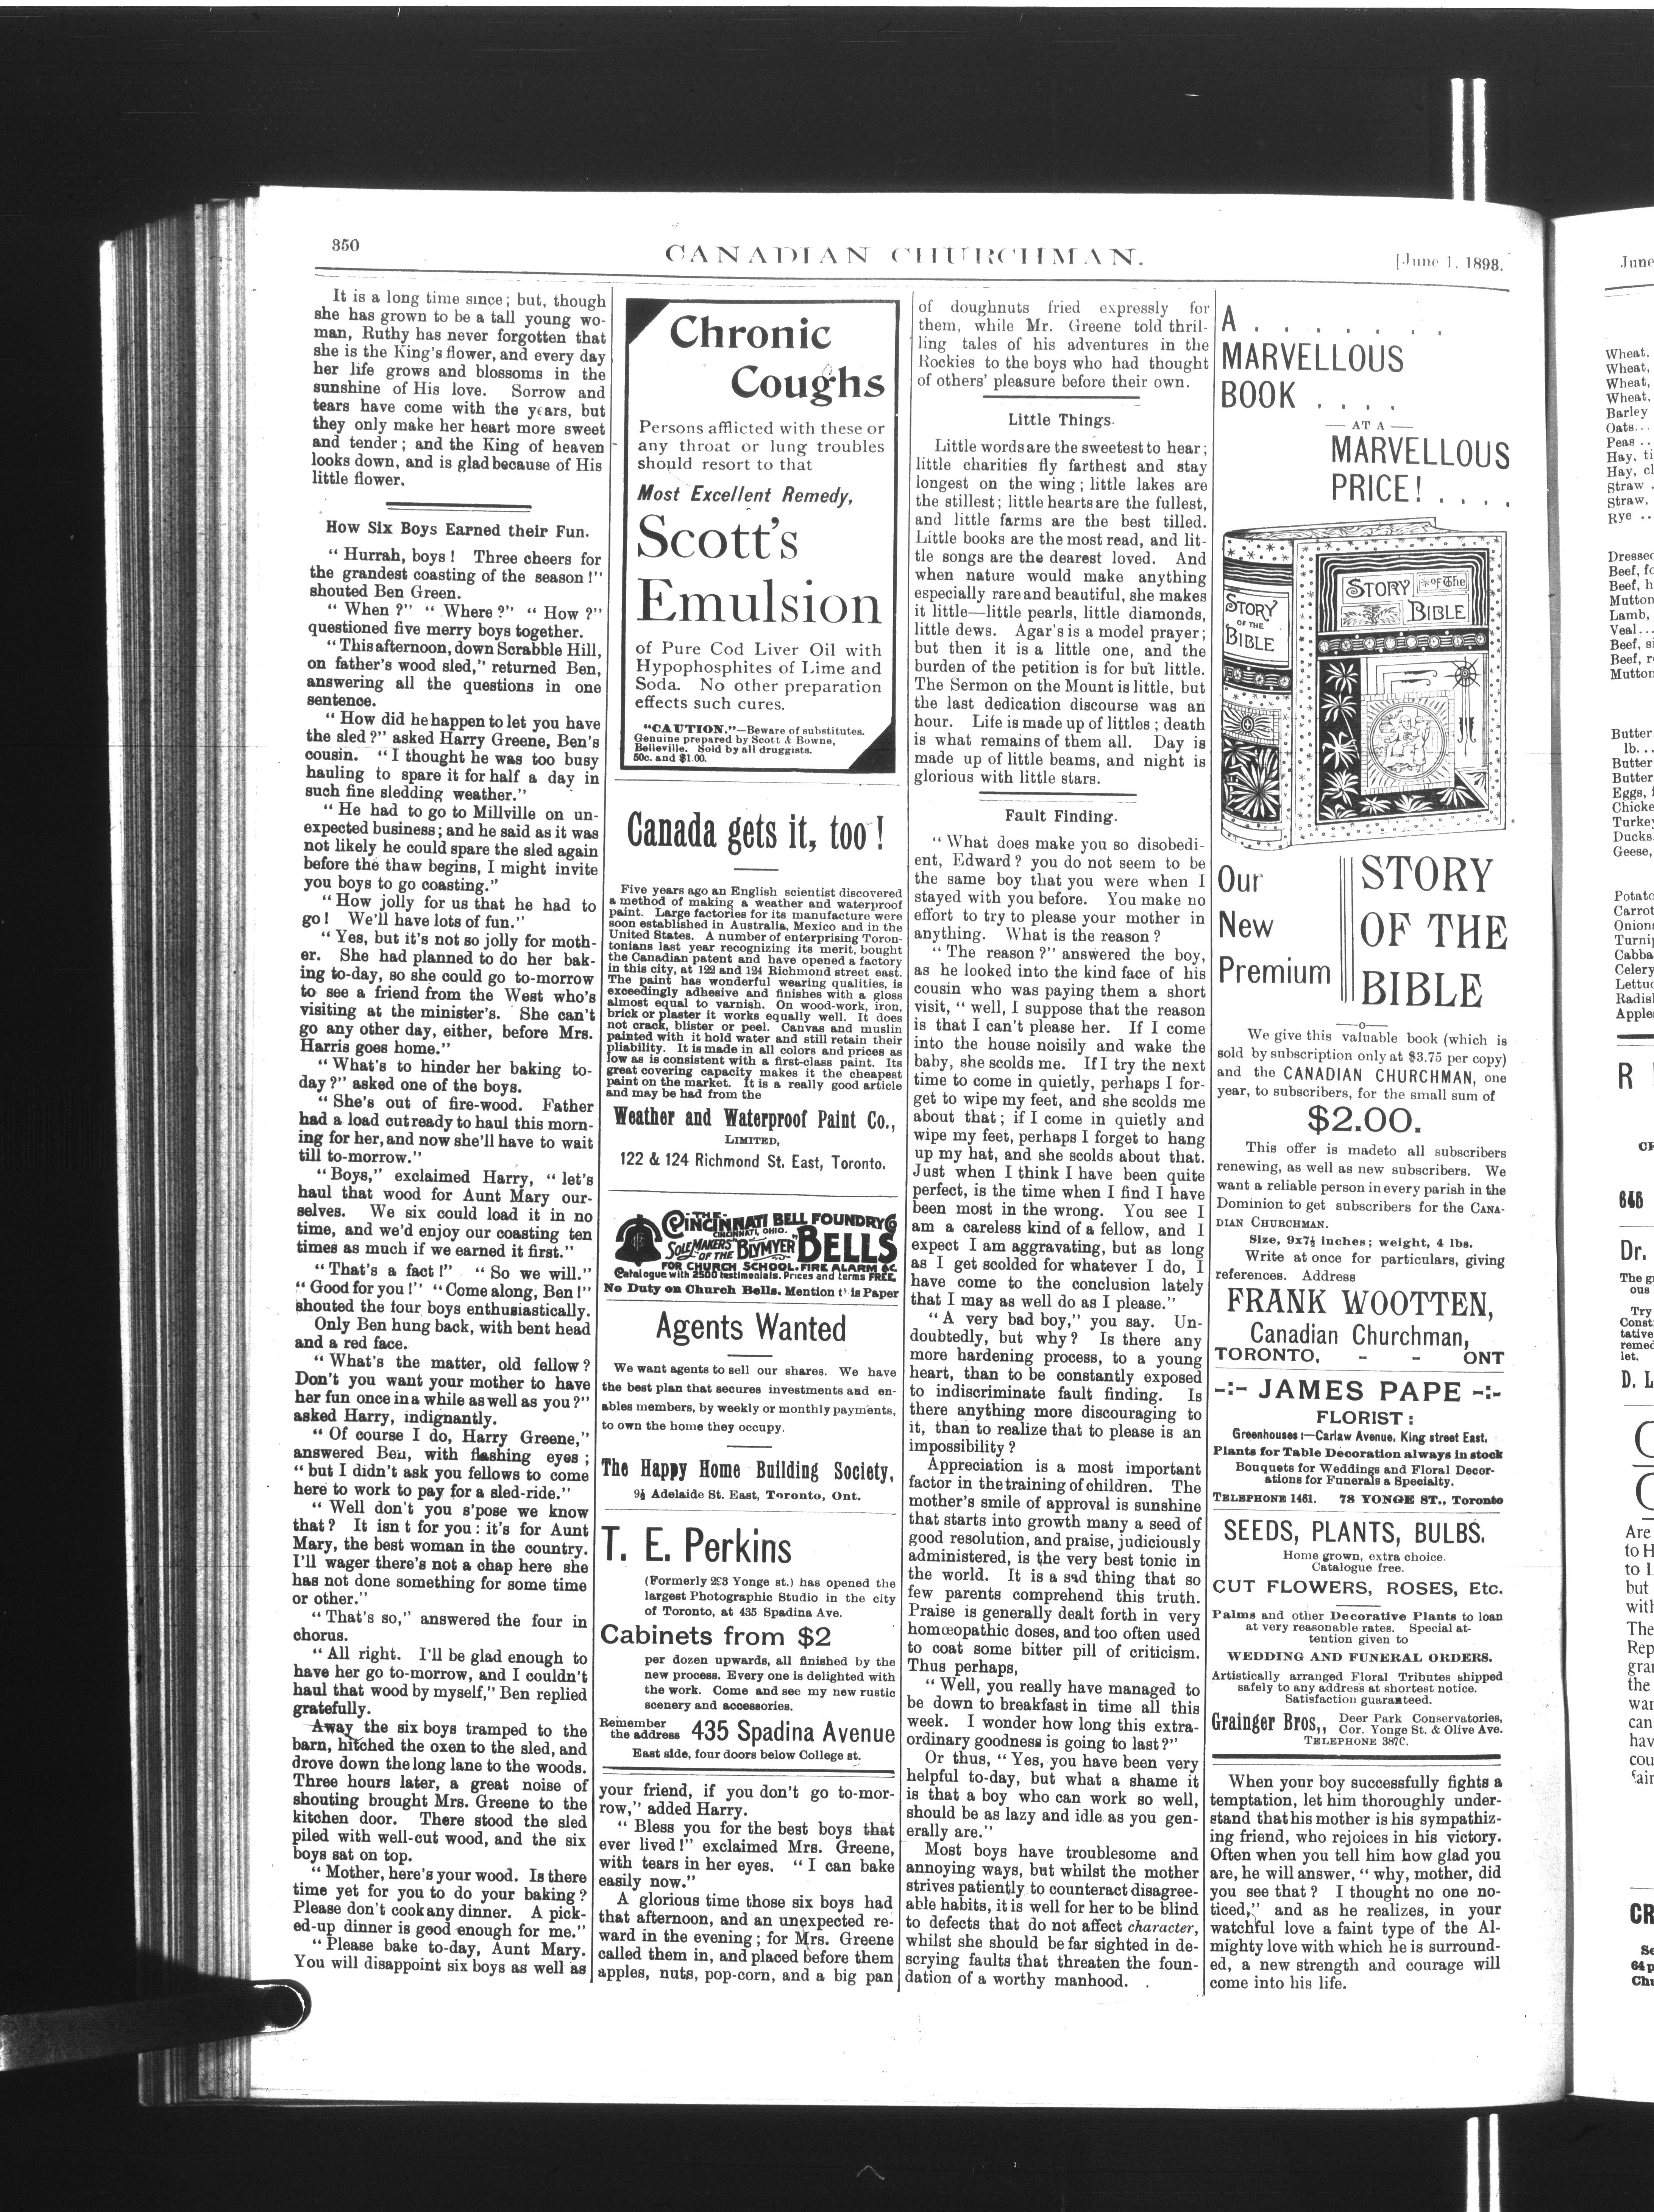 350
CANADIAN CHURCHMAN.
[June 1, 1893.
It is a long time since; but, though
she has grown to be a tall young wo-
man, Ruthy has never forgotten that
she is the King's flower, and every day
her life grows and blossoms in the
sunshine of His love. Sorrow and
tears have come with the years, but
they only make her heart more sweet
and tender; and the King of heaven
looks down, and is glad because of His
little flower.
How Six Boys Earned their Fun.
" Hurrah, boys ! Three cheers for
the grandest coasting of the season !"
shouted Ben Green.
" When ?" " Where ?" " How ?"
questioned five merry boys together.
" This afternoon, down Scrabble Hill,
on father's wood sled," returned Ben,
answering all the questions in one
sentence.
" How did he happen to let you have
the sled ?" asked Harry Greene, Ben's
cousin. " I thought he was too busy
hauling to spare it for half a day in
such fine sledding weather."
" He had to go to Millville on un-
expected business; and he said as it was
not likely he could spare the sled again
before the thaw begins, I might invite
you boys to go coasting."
" How jolly for us that he had to
go ! We'll have lots of fun."
" Yes, but it's not so jolly for moth-
er. She had planned to do her bak-
ing to-day, so she could go to-morrow
to see a friend from the West who's
visiting at the minister's. She can't
go any other day, either, before Mrs.
Harris goes home."
" What's to hinder her baking to-
day ?" asked one of the boys.
" She's out of fire-wood. Father
had a load cut ready to haul this morn-
ing for her, and now she'll have to wait
till to-morrow."
" Boys," exclaimed Harry, " let's
haul that wood for Aunt Mary our-
selves. We six could load it in no
time, and we'd enjoy our coasting ten
times as much if we earned it first."
" That's a fact !" " So we will."
" Good for you !" " Come along, Ben !"
shouted the four boys enthusiastically.
Only Ben hung back, with bent head
and a red face.
" What's the matter, old fellow ?
Don't you want your mother to have
her fun once in a while as well as you ?"
asked Harry, indignantly.
" Of course I do, Harry Greene,"
answered Ben, with flashing eyes ;
" but I didn't ask you fellows to come
here to work to pay for a sled-ride."
" Well don't you s'pose we know
that ? It isn t for you : it's for Aunt
Mary, the best woman in the country.
I'll wager there's not a chap here she
has not done something for some time
or other."
" That's so," answered the four in
chorus.
" All right. I'll be glad enough to
have her go to-morrow, and I couldn't
haul that wood by myself," Ben replied
gratefully.
Away the six boys tramped to the
barn, hitched the oxen to the sled, and
drove down the long lane to the woods.
Three hours later, a great noise of
shouting brought Mrs. Greene to the
kitchen door. There stood the sled
piled with well-cut wood, and the six
boys sat on top.
" Mother, here's your wood. Is there
time yet for you to do your baking ?
Please don't cook any dinner. A pick-
ed-up dinner is good enough for me."
" Please bake to-day, Aunt Mary.
You will disappoint six boys as well as
Chronic
Coughs
Persons afflicted with these or
any throat or lung troubles
should resort to that
Most Excellent Remedy,
Scott's
Emulsion
of Pure Cod Liver Oil with
Hypophosphites of Lime and
Soda. No other preparation
effects such cures.
"CAUTION."—Beware of substitutes.
Genuine prepared by Scott & Bowne,
Belleville. Sold by all druggists.
50c. and $1.00.
Canada gets it, too !
Five years ago an English scientist discovered
a method of making a weather and waterproof
paint. Large factories for its manufacture were
soon established in Australia, Mexico and in the
United States. A number of enterprising Toron-
tonians last year recognizing its merit, bought
the Canadian patent and have opened a factory
in this city, at 122 and 124 Richmond street east.
The paint has wonderful wearing qualities, is
exceedingly adhesive and finishes with a gloss
almost equal to varnish. On wood-work, iron,
brick or plaster it works equally well. It does
not crack, blister or peel. Canvas and muslin
painted with it hold water and still retain their
pliability. It is made in all colors and prices as
low as is consistent with a first-class paint. Its
great covering capacity makes it the cheapest
paint on the market. It is a really good article
and may be had from the
Weather and Waterproof Paint Co.,
LIMITED,
122 & 124 Richmond St. East, Toronto.
THE
CINCINNATI BELL FOUNDRY CO
CINCINNATI, OHIO.
SOLE MAKERS OF THE "BLYMYER" BELLS
FOR CHURCH SCHOOL. FIRE ALARM &C.
Catalogue with 2500 testimonials. Prices and terms FREE.
No Duty on Church Bells. Mention this Paper
Agents Wanted
We want agents to sell our shares. We have
the best plan that secures investments and en-
ables members, by weekly or monthly payments,
to own the home they occupy.
The Happy Home Building Society,
9½ Adelaide St. East, Toronto, Ont.
T. E. Perkins
(Formerly 293 Yonge st.) has opened the
largest Photographic Studio in the city
of Toronto, at 435 Spadina Ave.
Cabinets from $2
per dozen upwards, all finished by the
new process. Every one is delighted with
the work. Come and see my new rustic
scenery and accessories.
Remember
the address 435 Spadina Avenue
East side, four doors below College st.
your friend, if you don't go to-mor-
row," added Harry.
" Bless you for the best boys that
ever lived !" exclaimed Mrs. Greene,
with tears in her eyes. " I can bake
easily now."
A glorious time those six boys had
that afternoon, and an unexpected re-
ward in the evening ; for Mrs. Greene
called them in, and placed before them
apples, nuts, pop-corn, and a big pan
of doughnuts fried expressly for
them, while Mr. Greene told thril-
ling tales of his adventures in the
Rockies to the boys who had thought
of others' pleasure before their own.
Little Things.
Little words are the sweetest to hear ;
little charities fly farthest and stay
longest on the wing ; little lakes are
the stillest ; little hearts are the fullest,
and little farms are the best tilled.
Little books are the most read, and lit-
tle songs are the dearest loved. And
when nature would make anything
especially rare and beautiful, she makes
it little—little pearls, little diamonds,
little dews. Agar's is a model prayer;
but then it is a little one, and the
burden of the petition is for but little.
The Sermon on the Mount is little, but
the last dedication discourse was an
hour. Life is made up of littles ; death
is what remains of them all. Day is
made up of little beams, and night is
glorious with little stars.
Fault Finding.
" What does make you so disobedi-
ent, Edward ? you do not seem to be
the same boy that you were when I
stayed with you before. You make no
effort to try to please your mother in
anything. What is the reason ?
" The reason ?" answered the boy,
as he looked into the kind face of his
cousin who was paying them a short
visit, " well, I suppose that the reason
is that I can't please her. If I come
into the house noisily and wake the
baby, she scolds me. If I try the next
time to come in quietly, perhaps I for-
get to wipe my feet, and she scolds me
about that ; if I come in quietly and
wipe my feet, perhaps I forget to hang
up my hat, and she scolds about that.
Just when I think I have been quite
perfect, is the time when I find I have
been most in the wrong. You see I
am a careless kind of a fellow, and I
expect I am aggravating, but as long
as I get scolded for whatever I do, I
have come to the conclusion lately
that I may as well do as I please."
" A very bad boy," you say. Un-
doubtedly, but why ? Is there any
more hardening process, to a young
heart, than to be constantly exposed
to indiscriminate fault finding. Is
there anything more discouraging to
it, than to realize that to please is an
impossibility ?
Appreciation is a most important
factor in the training of children. The
mother's smile of approval is sunshine
that starts into growth many a seed of
good resolution, and praise, judiciously
administered, is the very best tonic in
the world. It is a sad thing that so
few parents comprehend this truth.
Praise is generally dealt forth in very
homœopathic doses, and too often used
to coat some bitter pill of criticism.
Thus perhaps,
" Well, you really have managed to
be down to breakfast in time all this
week. I wonder how long this extra-
ordinary goodness is going to last ?"
Or thus, " Yes, you have been very
helpful to-day, but what a shame it
is that a boy who can work so well,
should be as lazy and idle as you gen-
erally are."
Most boys have troublesome and
annoying ways, but whilst the mother
strives patiently to counteract disagree-
able habits, it is well for her to be blind
to defects that do not affect character,
whilst she should be far sighted in de-
scrying faults that threaten the foun-
dation of a worthy manhood.
A . . . . . . .
MARVELLOUS
BOOK . . . .
— AT A —
MARVELLOUS
PRICE! . . . .
STORY OF THE BIBLE
STORY OF The BIBLE
Our
New
Premium
STORY
OF THE
BIBLE
—o—
We give this valuable book (which is
sold by subscription only at $3.75 per copy)
and the CANADIAN CHURCHMAN, one
year, to subscribers, for the small sum of
$2.00.
This offer is madeto all subscribers
renewing, as well as new subscribers. We
want a reliable person in every parish in the
Dominion to get subscribers for the CANA-
DIAN CHURCHMAN.
Size, 9x7½ inches; weight, 4 lbs.
Write at once for particulars, giving
references. Address
FRANK WOOTTEN,
Canadian Churchman,
TORONTO, - - ONT
-:- JAMES PAPE -:-
FLORIST :
Greenhouses :—Carlaw Avenue, King street East.
Plants for Table Decoration always in stock
Bouquets for Weddings and Floral Decor-
ations for Funerals a Specialty.
TELEPHONE 1461. 78 YONGE ST., Toronto
SEEDS, PLANTS, BULBS.
Home grown, extra choice.
Catalogue free.
CUT FLOWERS, ROSES, Etc.
Palms and other Decorative Plants to loan
at very reasonable rates. Special at-
tention given to
WEDDING AND FUNERAL ORDERS.
Artistically arranged Floral Tributes shipped
safely to any address at shortest notice.
Satisfaction guaranteed.
Grainger Bros., Deer Park Conservatories,
Cor. Yonge St. & Olive Ave.
TELEPHONE 3870.
When your boy successfully fights a
temptation, let him thoroughly under-
stand that his mother is his sympathiz-
ing friend, who rejoices in his victory.
Often when you tell him how glad you
are, he will answer, " why, mother, did
you see that ? I thought no one no-
ticed," and as he realizes, in your
watchful love a faint type of the Al-
mighty love with which he is surround-
ed, a new strength and courage will
come into his life.
June
Wheat,
Wheat,
Wheat,
Wheat,
Barley
Oats...
Peas ..
Hay, ti
Hay, cl
Straw .
Straw,
Rye ..
Dressed
Beef, fo
Beef, h
Mutton
Lamb,
Veal...
Beef, si
Beef, r
Mutton
Butter
lb. ..
Butter
Butter
Eggs, f
Chicke
Turkey
Ducks
Geese,
Potato
Carrot
Onions
Turnip
Cabba
Celery
Lettuc
Radish
Apples
R
CH
645
Dr.
The gr
ous
Try
Const
tative
remed
let.
D. L
Are
to H
to L
but
with
The
Rep
gran
the
wan
can
hav
cou
CR
Se
64 p
Chu